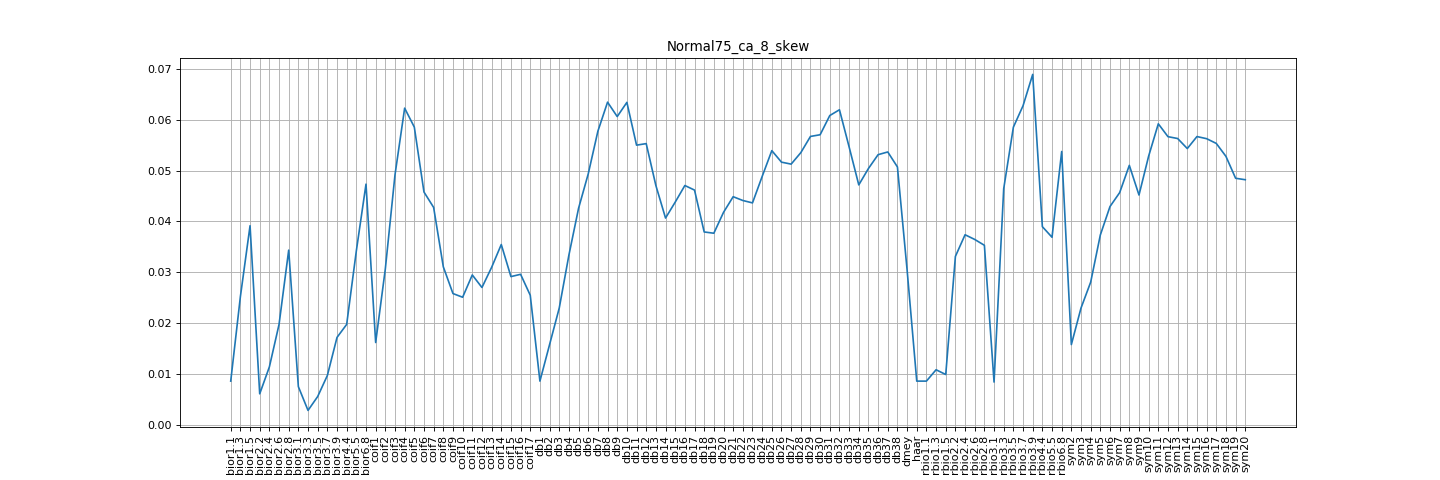 Normal75_ca_8_skew
0.07
0.06
0.05
0.04
0.03
0.02
0.01
0.00
bior1.1
bior1.3
bior1.5
bior2.2
bior2.4
bior2.6
bior2.8
bior3.1
bior3.3
bior3.5
bior3.7
bior3.9
bior4.4
bior5.5
bior6.8
coif1
coif2
coif3
coif4
coif5
coif6
coif7
coif8
coif9
coif10
coif11
coif12
coif13
coif14
coif15
coif16
coif17
db1
db2
db3
db4
db5
db6
db7
db8
db9
db10
db11
db12
db13
db14
db15
db16
db17
db18
db19
db20
db21
db22
db23
db24
db25
db26
db27
db28
db29
db30
db31
db32
db33
db34
db35
db36
db37
db38
dmey
haar
rbio1.1
rbio1.3
rbio1.5
rbio2.2
rbio2.4
rbio2.6
rbio2.8
rbio3.1
rbio3.3
rbio3.5
rbio3.7
rbio3.9
rbio4.4
rbio5.5
rbio6.8
sym2
sym3
sym4
sym5
sym6
sym7
sym8
sym9
sym10
sym11
sym12
sym13
sym14
sym15
sym16
sym17
sym18
sym19
sym20